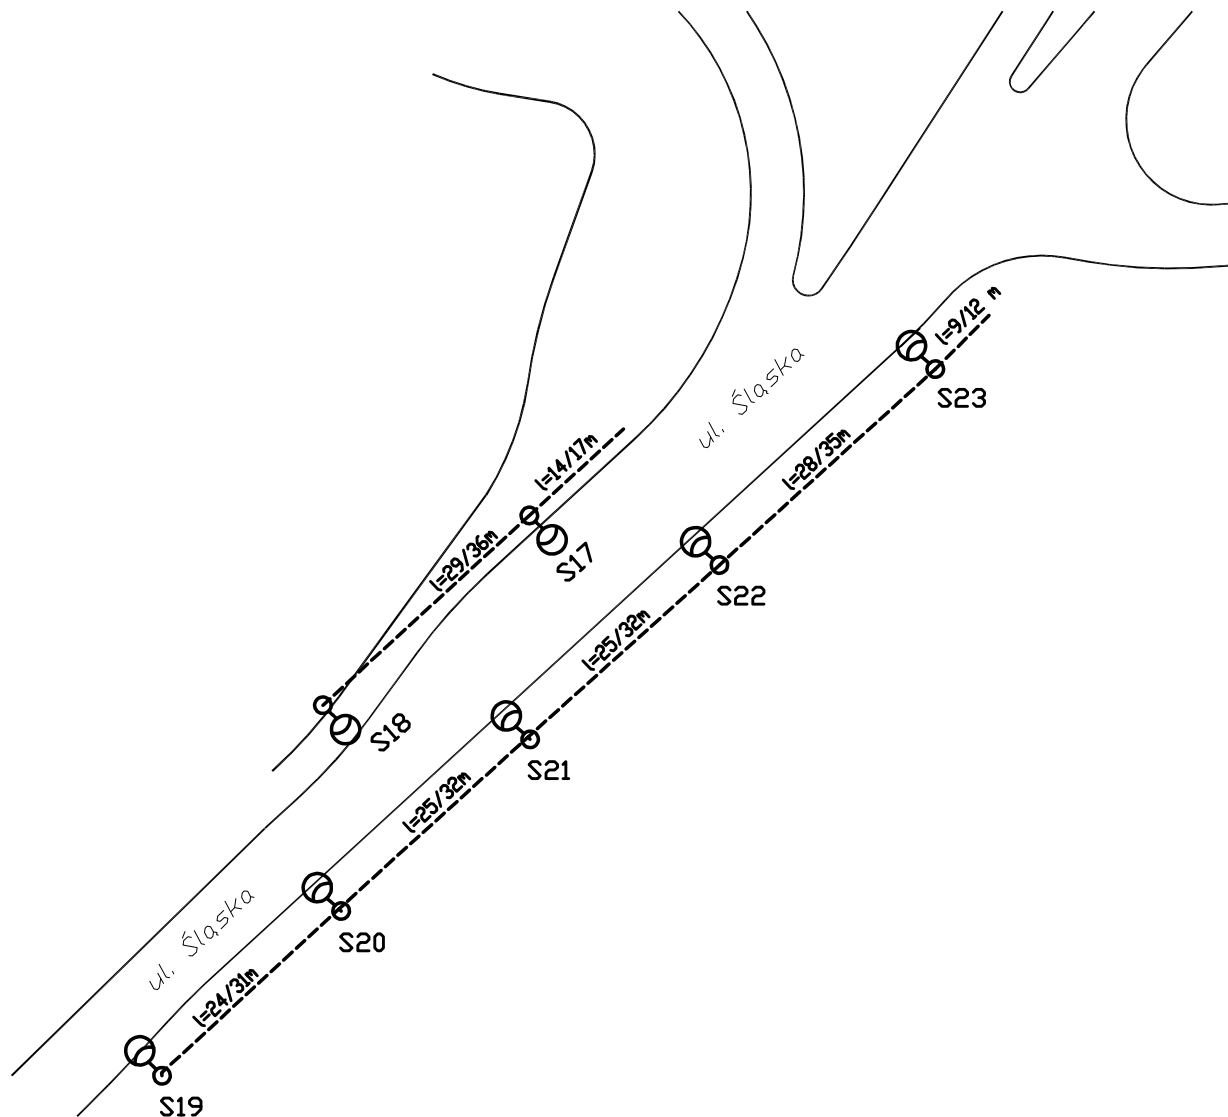 l=9/12 m
S23
ul. Śląska
l=28/35m
l=14/17m
S17
l=29/36m
S22
l=25/32m
S18
S21
l=25/32m
ul. Śląska
S20
l=24/31m
S19